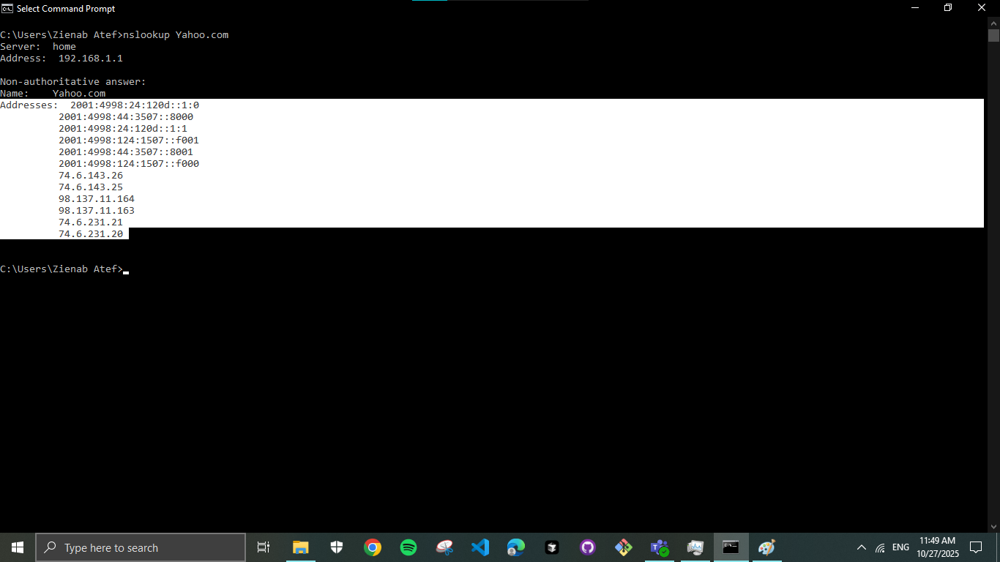 Select Command Prompt
C:\Users\Zienab Atef>nslookup Yahoo.com
Server:  home
Address:  192.168.1.1
Non-authoritative answer:
Name:    Yahoo.com
Addresses:  2001:4998:24:120d::1:0
2001:4998:44:3507::8000
2001:4998:24:120d::1:1
2001:4998:124:1507::f001
2001:4998:44:3507::8001
2001:4998:124:1507::f000
74.6.143.26
74.6.143.25
98.137.11.164
98.137.11.163
74.6.231.21
74.6.231.20
C:\Users\Zienab Atef>
Type here to search
ENG
11:49 AM
10/27/2025